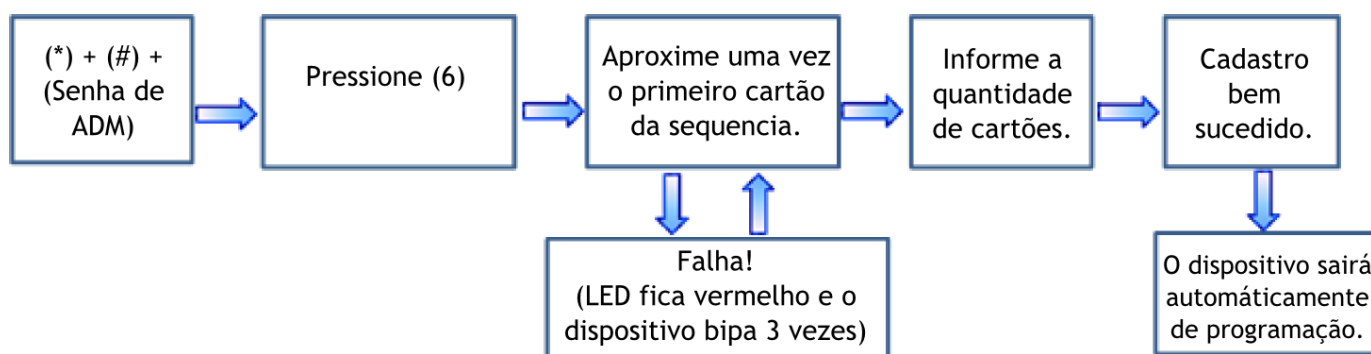 (*) + (#) +
(Senha de
ADM)
Pressione (6)
Aproxime uma vez
o primeiro cartão
da sequencia.
Informe a
quantidade
de cartões.
Cadastro
bem
sucedido.
Falha!
(LED fica vermelho e o
dispositivo bipa 3 vezes)
O dispositivo sairá
automáticamente
de programação.